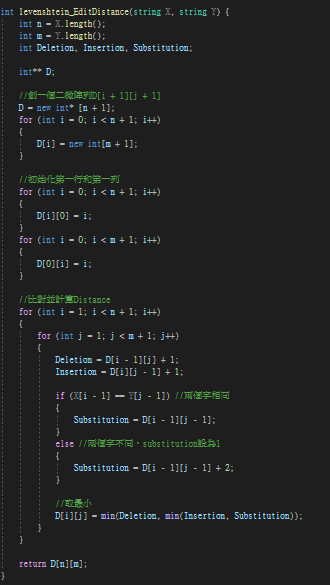 int levenshtein_EditDistance(string X, string Y) {
int n = X.length();
int m = Y.length();
int Deletion, Insertion, Substitution;
int** D;
//創一個二微陣列D[i + 1][j + 1]
D = new int* [n + 1];
for (int i = 0; i < n + 1; i++)
{
D[i] = new int[m + 1];
}
//初始化第一行和第一列
for (int i = 0; i < n + 1; i++)
{
D[i][0] = i;
}
for (int i = 0; i < m + 1; i++)
{
D[0][i] = i;
}
//比對並計算Distance
for (int i = 1; i < n + 1; i++)
{
for (int j = 1; j < m + 1; j++)
{
Deletion = D[i - 1][j] + 1;
Insertion = D[i][j - 1] + 1;
if (X[i - 1] == Y[j - 1]) //兩個字相同
{
Substitution = D[i - 1][j - 1];
}
else //兩個字不同，substitution設為1
{
Substitution = D[i - 1][j - 1] + 2;
}
//取最小
D[i][j] = min(Deletion, min(Insertion, Substitution));
}
}
return D[n][m];
}